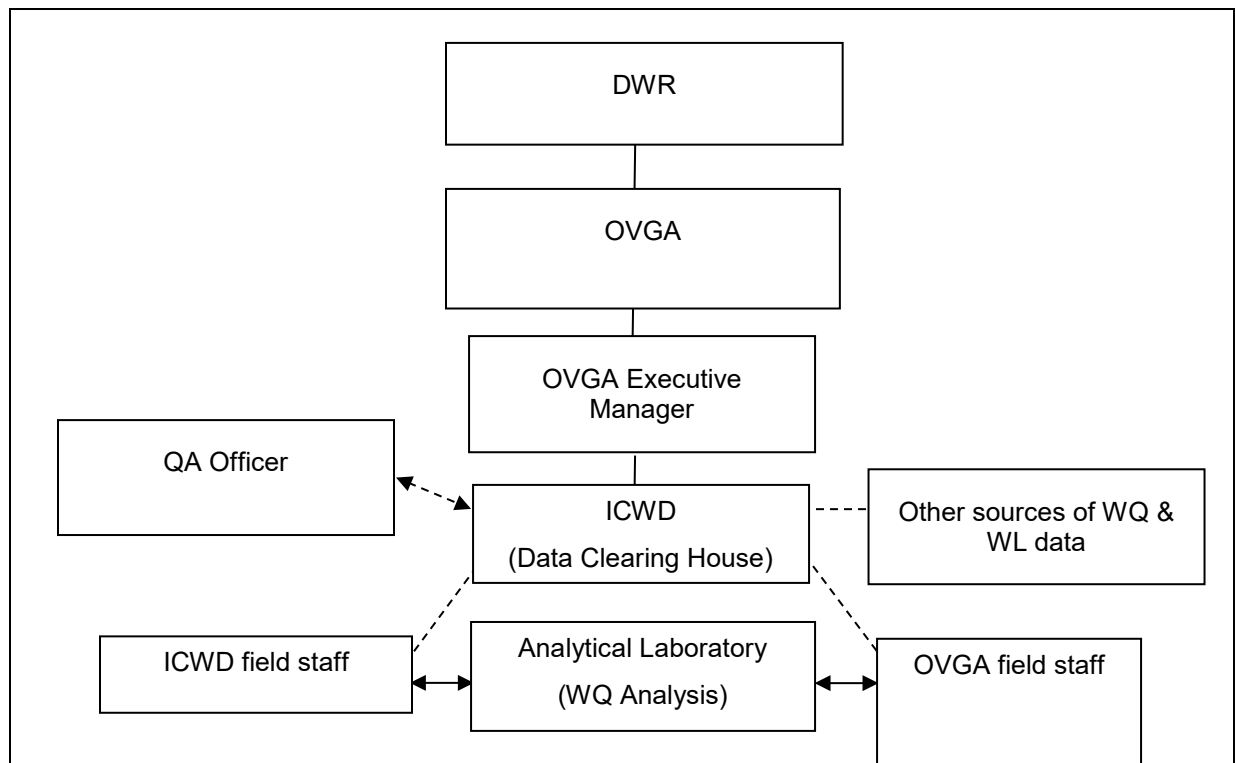 DWR
OVGA
OVGA Executive
Manager
QA Officer
ICWD
(Data Clearing House)
Other sources of WQ &
WL data
ICWD field staff
Analytical Laboratory
(WQ Analysis)
OVGA field staff